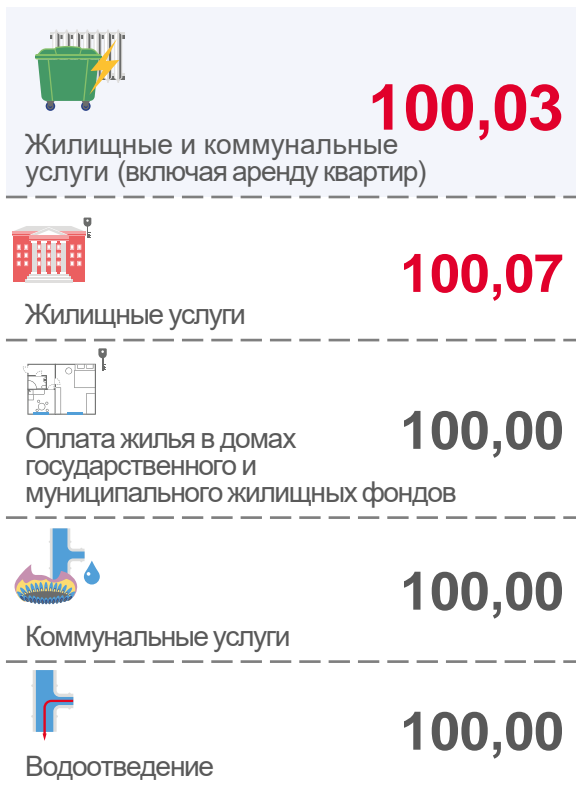 100,03
Жилищные и коммунальные
услуги (включая аренду квартир)
100,07
Жилищные услуги
100,00
Оплата жилья в домах
государственного и
муниципального жилищных фондов
100,00
Коммунальные услуги
100,00
Водоотведение